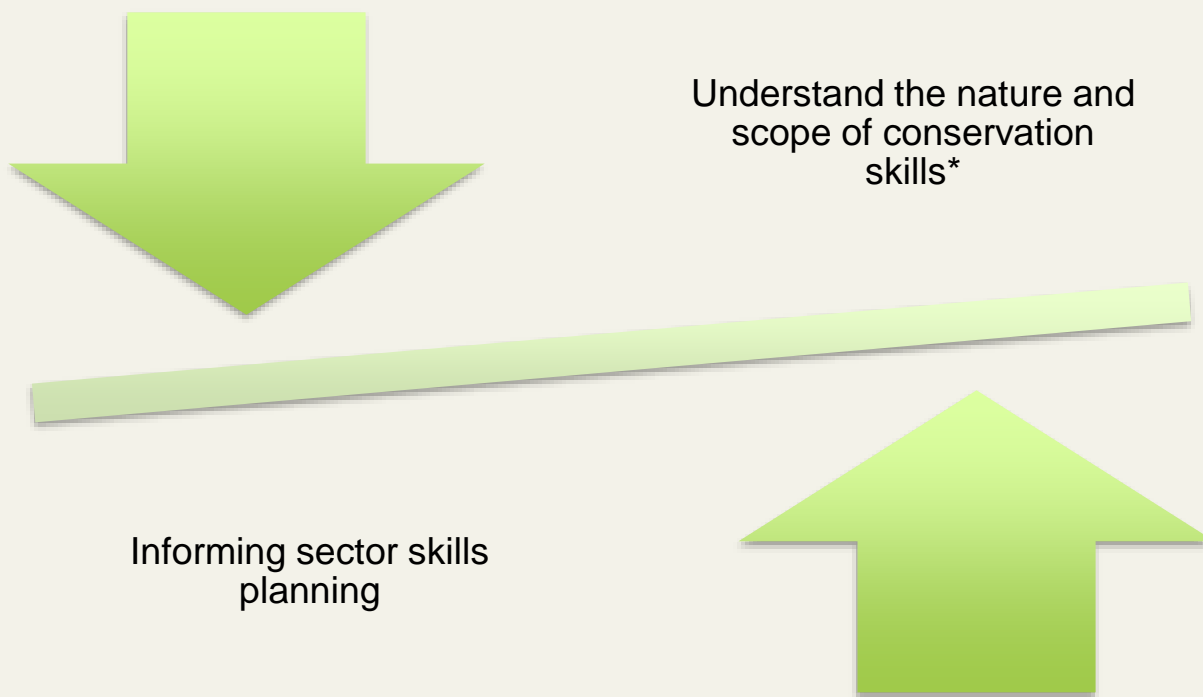 Understand the nature and
scope of conservation
skills*
Informing sector skills
planning